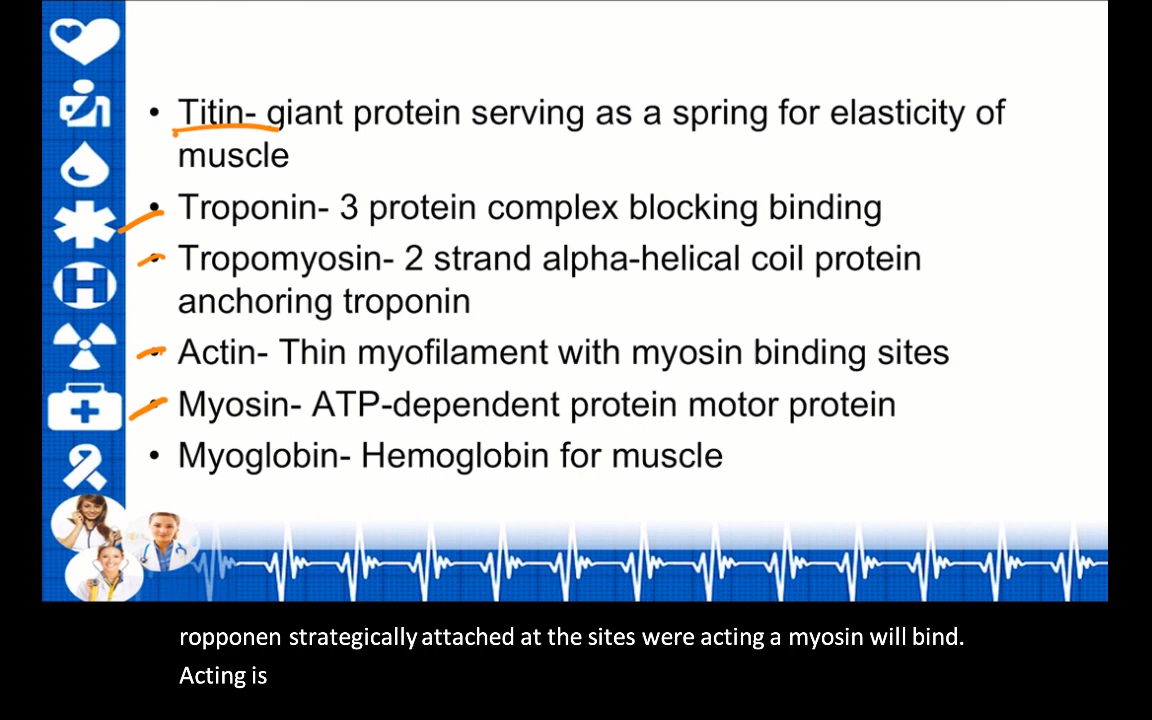 • Titin- giant protein serving as a spring for elasticity of
muscle
• Troponin- 3 protein complex blocking binding
• Tropomyosin- 2 strand alpha-helical coil protein
anchoring troponin
• Actin- Thin myofilament with myosin binding sites
• Myosin- ATP-dependent protein motor protein
• Myoglobin- Hemoglobin for muscle
H
ropponen strategically attached at the sites were acting a myosin will bind.
Acting is